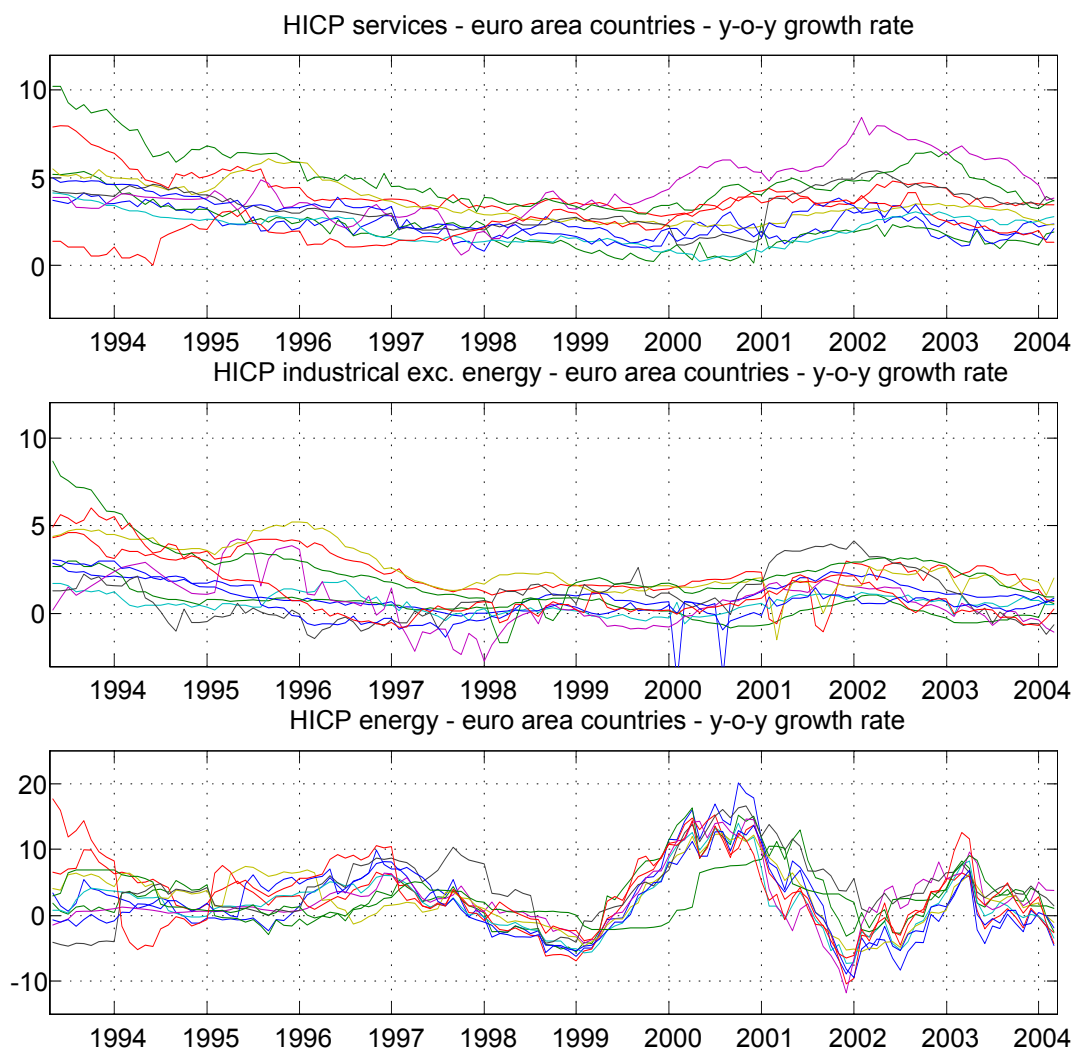 HICP services - euro area countries - y-o-y growth rate
10
5
0
1994 1995 1996 1997 1998 1999 2000 2001 2002 2003 2004
HICP industrical exc. energy - euro area countries - y-o-y growth rate
10
5
0
1994 1995 1996 1997 1998 1999 2000 2001 2002 2003 2004
HICP energy - euro area countries - y-o-y growth rate
20
10
0
-10
1994 1995 1996 1997 1998 1999 2000 2001 2002 2003 2004